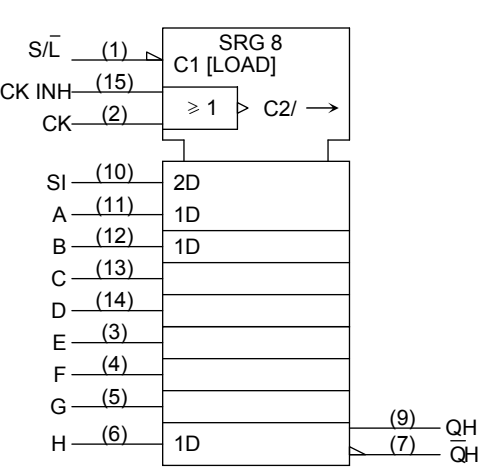 SRG 8
S/L̅ (1) C1 [LOAD]
CK INH (15)
≥ 1 C2/ →
CK (2)
SI (10) 2D
A (11) 1D
B (12) 1D
C (13)
D (14)
E (3)
F (4)
G (5)
(9) QH
H (6) 1D (7) Q̅H